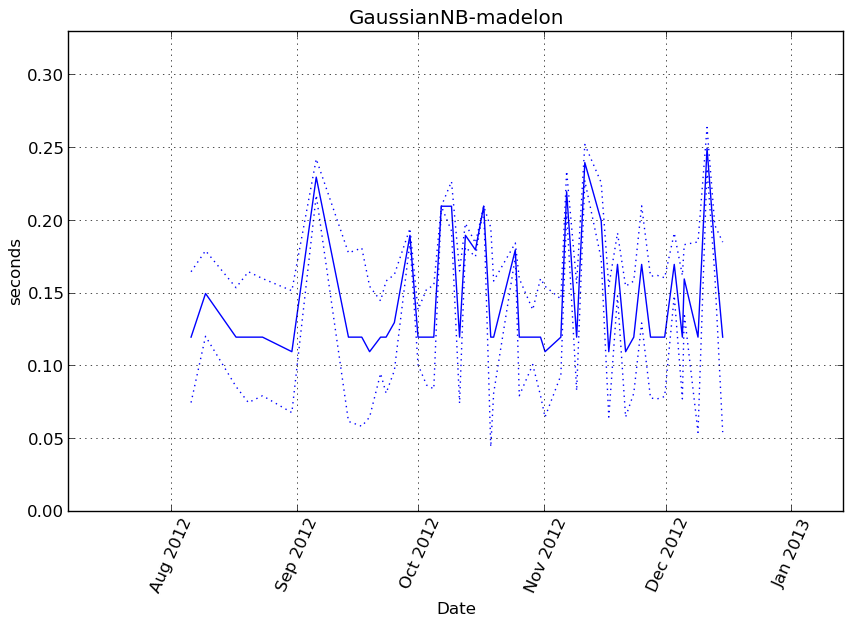 GaussianNB-madelon
0.30
0.25
0.20
0.15
0.10
0.05
0.00
seconds
Aug 2012
Sep 2012
Oct 2012
Nov 2012
Dec 2012
Jan 2013
Date